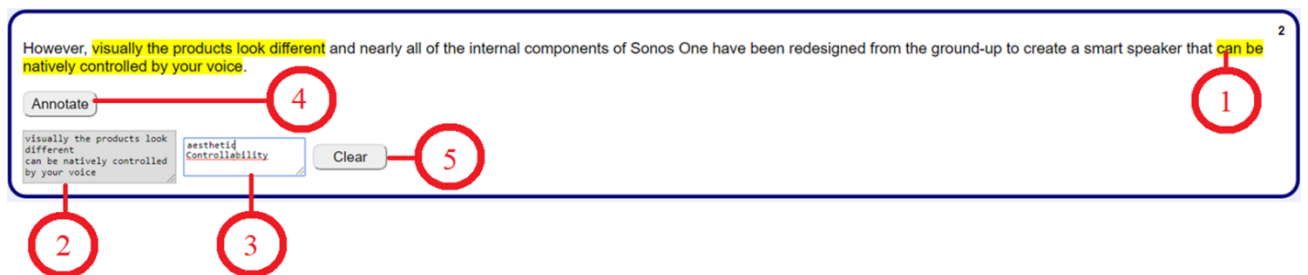 2
However, visually the products look different and nearly all of the internal components of Sonos One have been redesigned from the ground-up to create a smart speaker that can be
natively controlled by your voice.
1
Annotate
4
visually the products look
different
can be natively controlled
by your voice
aesthetic
Controllability
Clear
5
2
3